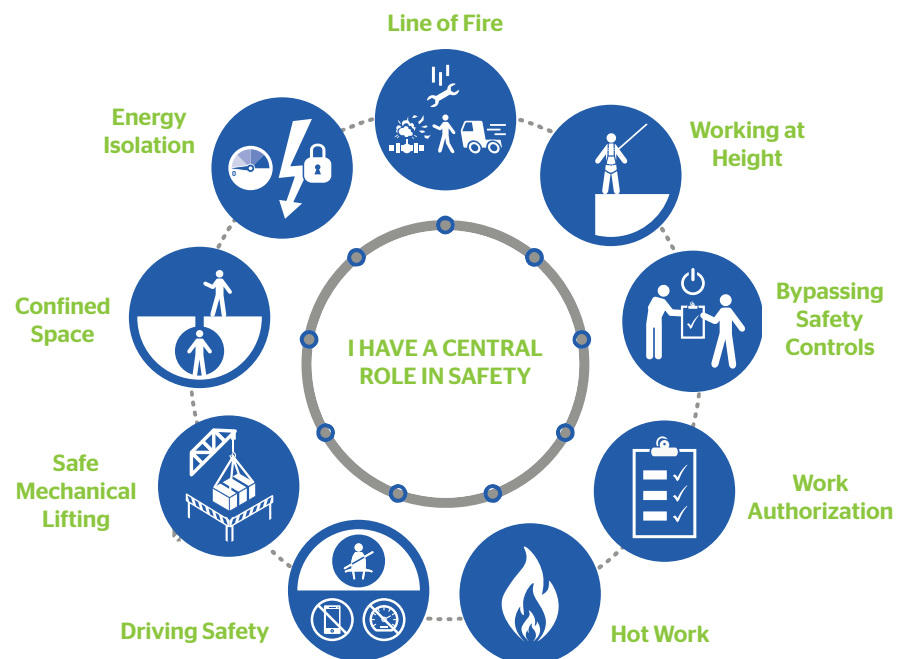 Line of Fire
Energy
Isolation
Working at
Height
Confined
Space
Bypassing
Safety
Controls
I HAVE A CENTRAL
ROLE IN SAFETY
Safe
Mechanical
Lifting
Work
Authorization
Driving Safety
Hot Work